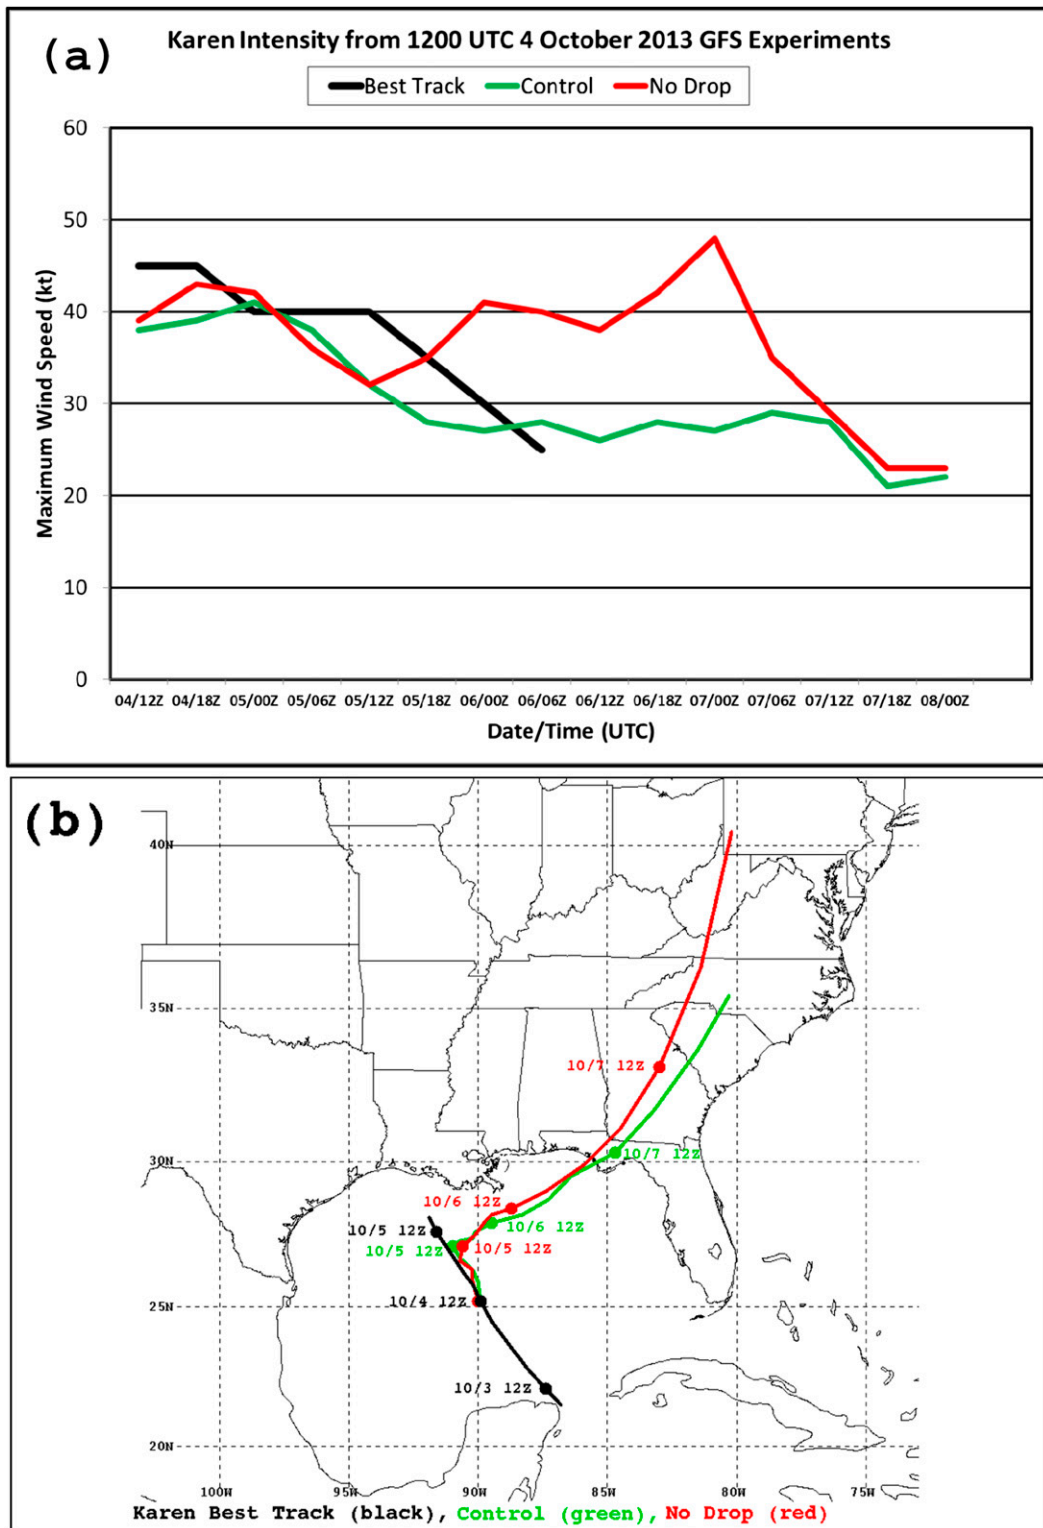 (a)
Karen Intensity from 1200 UTC 4 October 2013 GFS Experiments
Best Track Control No Drop
60
50
40
30
20
10
0
Maximum Wind Speed (kt)
04/12Z 04/18Z 05/00Z 05/06Z 05/12Z 05/18Z 06/00Z 06/06Z 06/12Z 06/18Z 07/00Z 07/06Z 07/12Z 07/18Z 08/00Z
Date/Time (UTC)
(b)
40N
35N
10/7 12Z
10/7 12Z
30N
10/6 12Z
10/6 12Z
10/5 12Z
10/5 12Z
10/5 12Z
25N
10/4 12Z
10/3 12Z
20N
100W 95W 90W 85W 80W 75W
Karen Best Track (black), Control (green), No Drop (red)